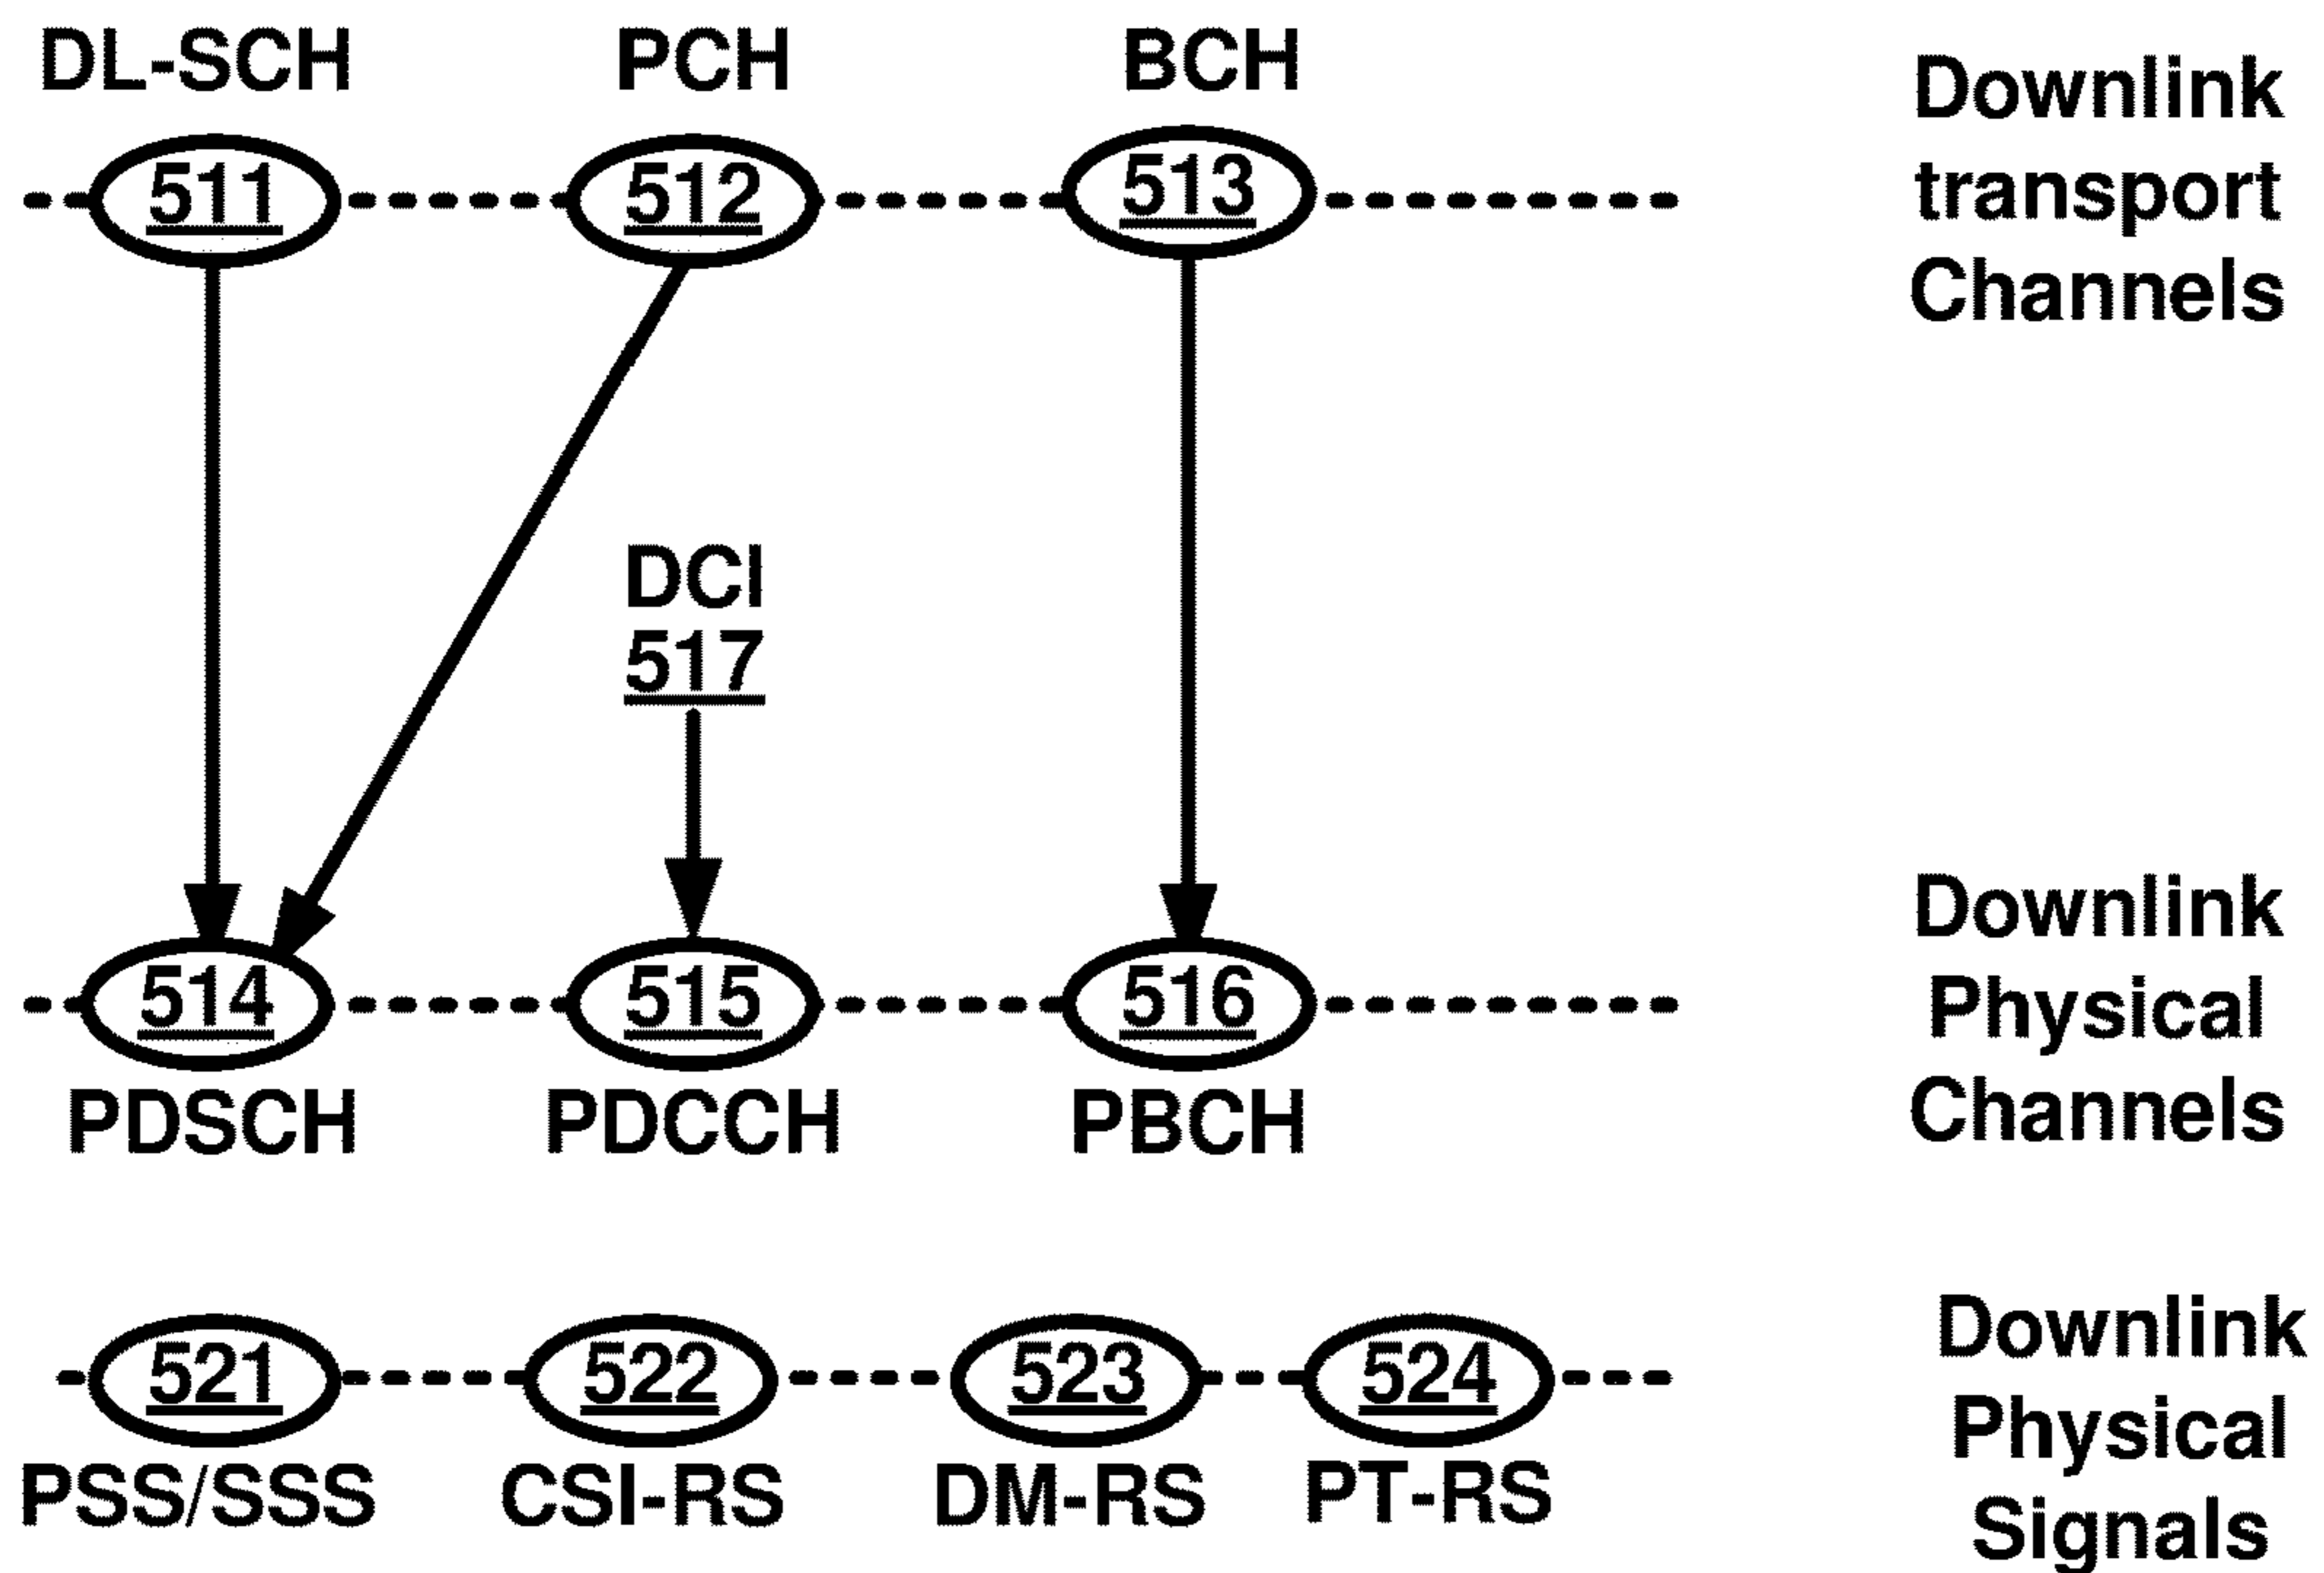 DL-SCH
PCH
BCH
511
512
513
Downlink
transport
Channels
DCI
517
514
515
516
PDSCH
PDCCH
PBCH
Downlink
Physical
Channels
521
522
523
524
PSS/SSS
CSI-RS
DM-RS
PT-RS
Downlink
Physical
Signals